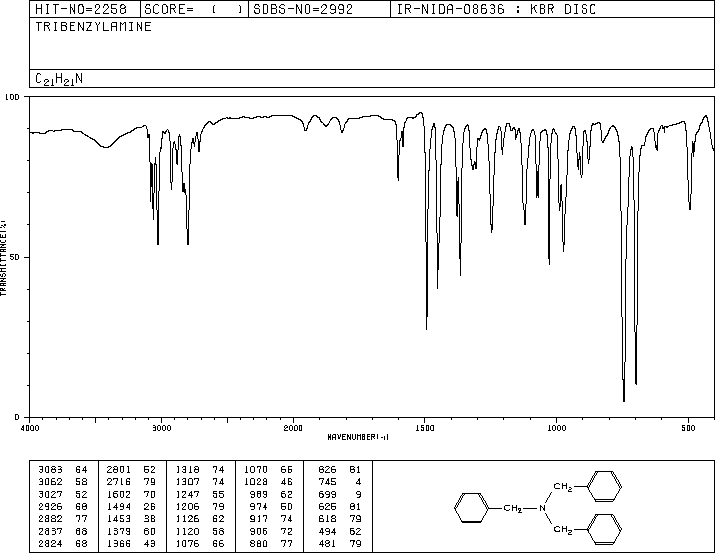 HIT-NO=2258 SCORE= ( ) SDBS-NO=2992 IR-NIDA-08636 : KBR DISC
TRIBENZYLAMINE
C21H21N
100
50
0
TRANSMITTANCE(%)
4000 3000 2000 1500 1000 500
WAVENUMBER(-1)
3083 64 2801 52 1318 74 1070 66 826 81
3062 58 2716 79 1307 74 1028 46 745 4
3027 52 1602 70 1247 55 989 62 699 9
2926 68 1494 26 1206 79 974 50 625 81
2882 77 1453 38 1126 62 917 74 618 79
2837 68 1379 60 1120 58 906 72 494 62
2824 68 1366 43 1076 66 880 77 481 79
CH2
CH2 N
CH2